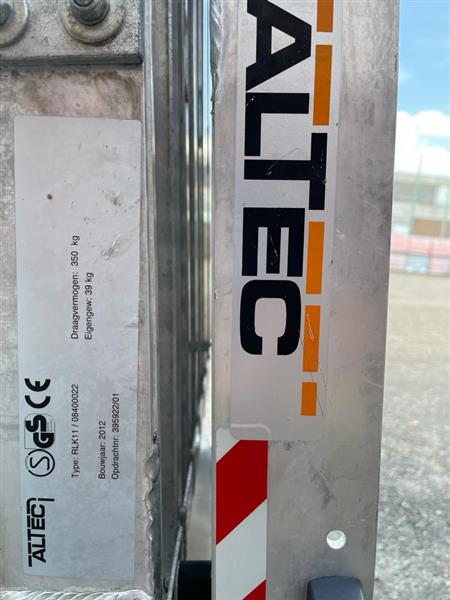 ALTEC
GS CE
Type: RLK11 / 08400022
Draagvermogen: 350 kg
Eigengew: 39 kg
Bouwjaar: 2012
Opdrachtnr: 395922/01
ALTEC